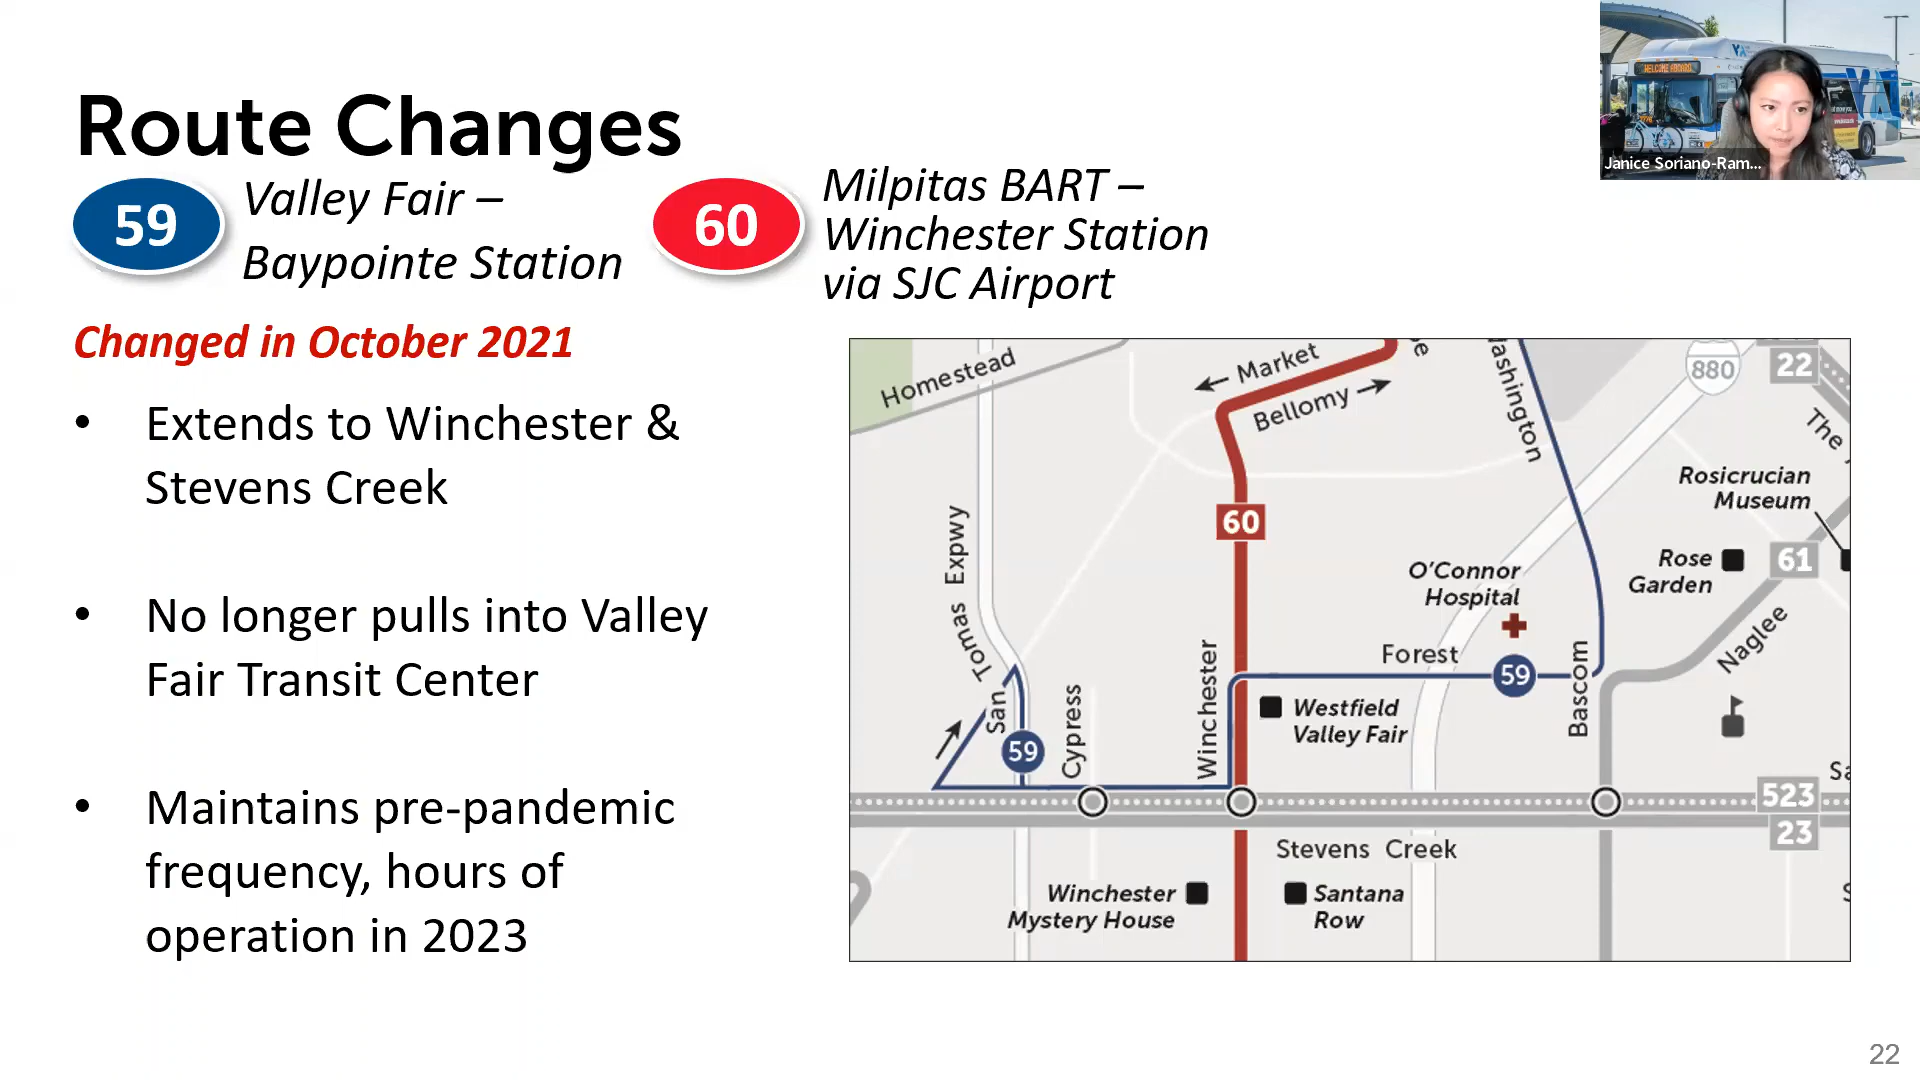 Route Changes
59
Valley Fair –
Baypointe Station
60
Milpitas BART –
Winchester Station
via SJC Airport
Changed in October 2021
• Extends to Winchester &
Stevens Creek
• No longer pulls into Valley
Fair Transit Center
• Maintains pre-pandemic
frequency, hours of
operation in 2023
WELCOME ABOARD
Janice Soriano-Ram...
Homestead
← Market
Bellomy →
ashington
880
22
The
Rosicrucian
Museum
60
San Tomas Expwy
O'Connor
Hospital
Rose
Garden
61
Naglee
Forest
59
Bascom
Winchester
Westfield
Valley Fair
59
Cypress
523
23
Stevens Creek
Winchester
Mystery House
Santana
Row
22